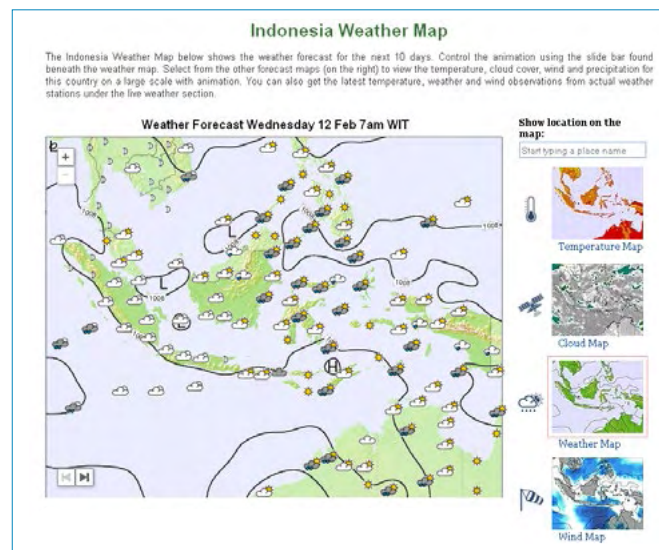 Indonesia Weather Map
The Indonesia Weather Map below shows the weather forecast for the next 10 days. Control the animation using the slide bar found
beneath the weather map. Select from the other forecast maps (on the right) to view the temperature, cloud cover, wind and precipitation for
this country on a large scale with animation. You can also get the latest temperature, weather and wind observations from actual weather
stations under the live weather section.
Weather Forecast Wednesday 12 Feb 7am WIT
Show location on the
map:
Start typing a place name
+
−
1008
1008
1008
L
L
L
H
Temperature Map
Cloud Map
Weather Map
Wind Map